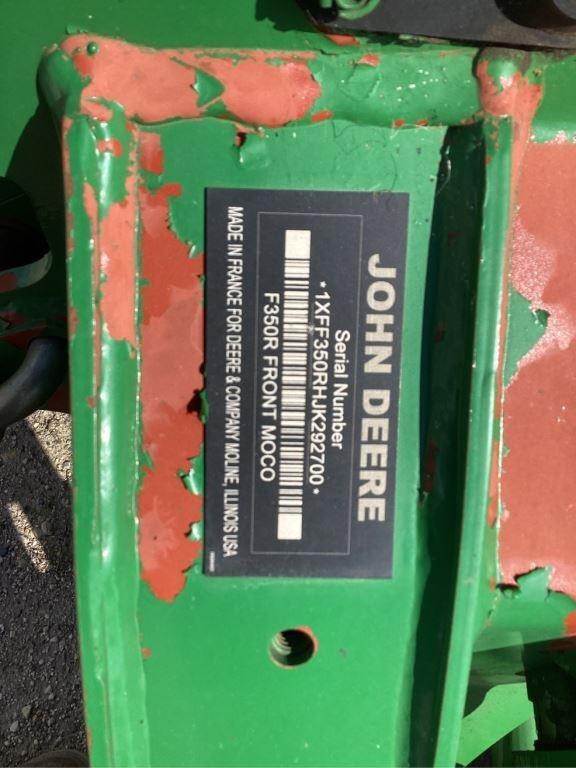 JOHN DEERE
Serial Number
*1XFF350RHJK292700*
F350R FRONT MOCO
MADE IN FRANCE FOR DEERE & COMPANY MOLINE, ILLINOIS USA